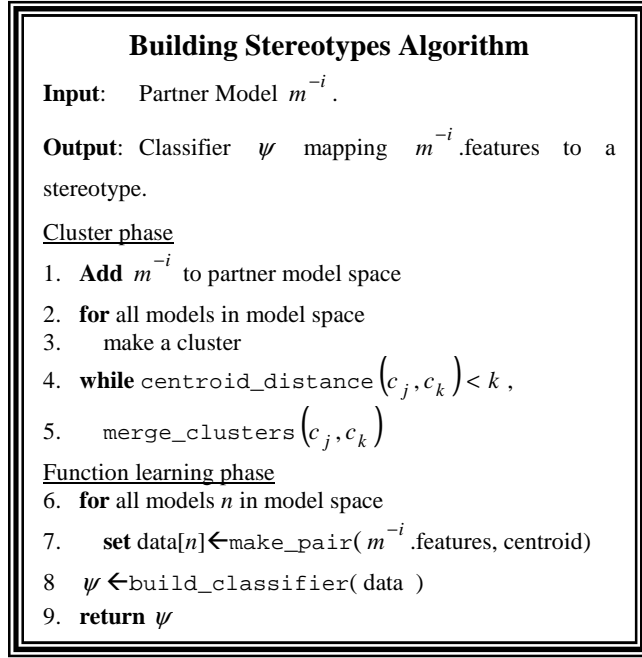 Building Stereotypes Algorithm
Input: Partner Model m^{-i}.
Output: Classifier ψ mapping m^{-i}.features to a
stereotype.
Cluster phase
1. Add m^{-i} to partner model space
2. for all models in model space
3. make a cluster
4. while centroid_distance(c_j, c_k) < k ,
5. merge_clusters(c_j, c_k)
Function learning phase
6. for all models n in model space
7. set data[n]←make_pair( m^{-i}.features, centroid)
8 ψ ←build_classifier( data )
9. return ψ